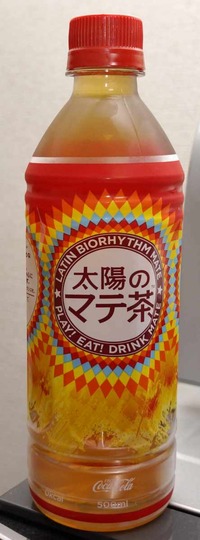 LATIN BIORHYTHM MATE
太陽の
マテ茶
PLAY! EAT! DRINK MATE
Coca-Cola
500ml